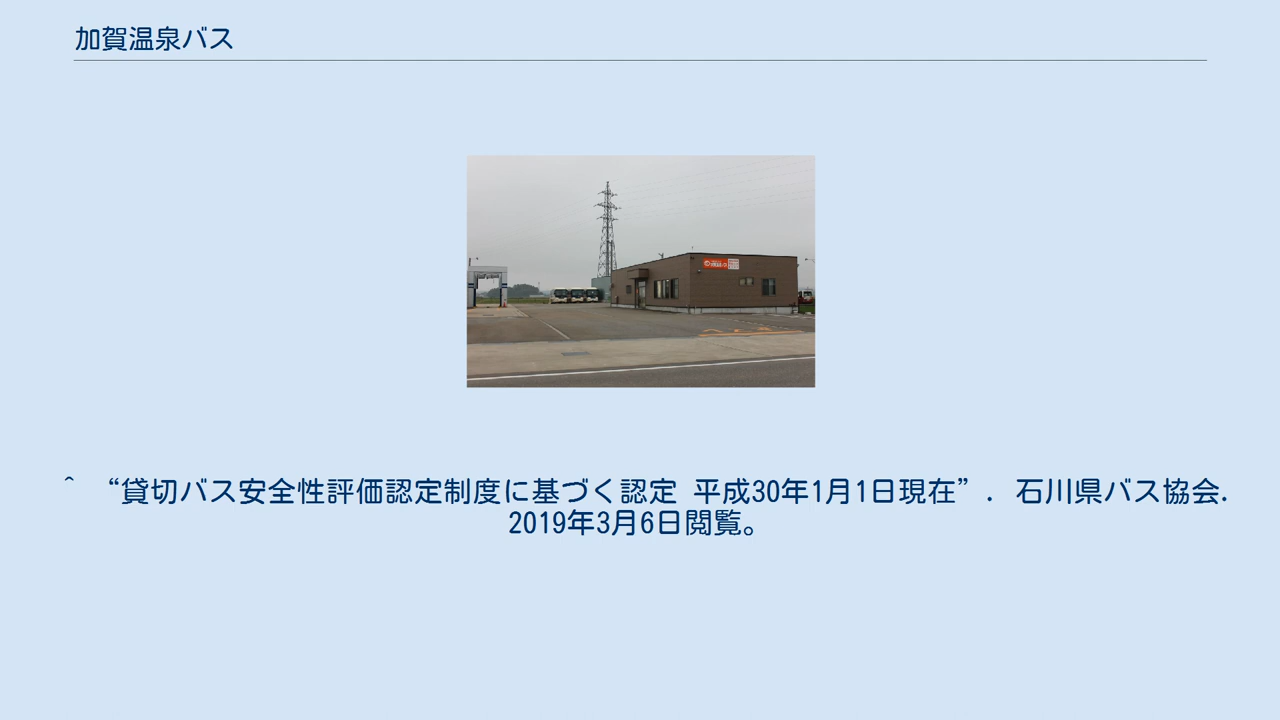 加賀温泉バス
^ “貸切バス安全性評価認定制度に基づく認定 平成30年1月1日現在”. 石川県バス協会.
2019年3月6日閲覧。